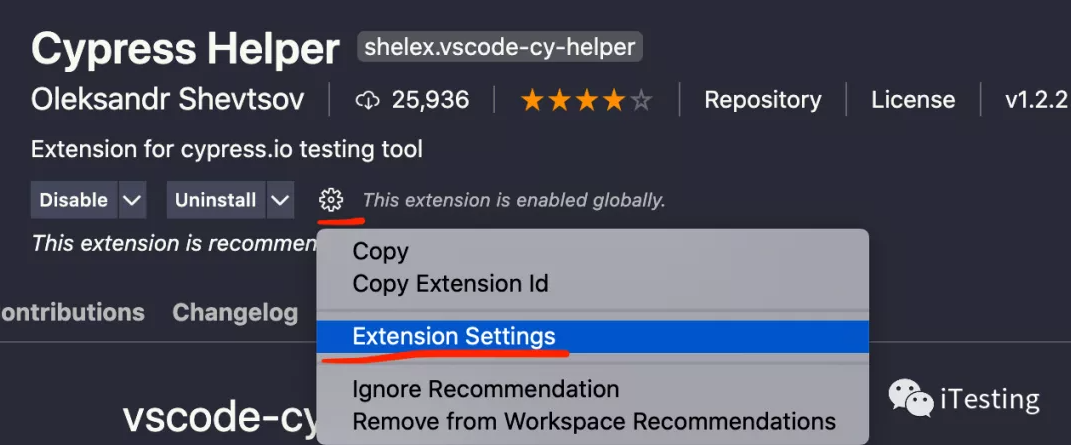 Cypress Helper shelex.vscode-cy-helper
Oleksandr Shevtsov 25,936 Repository License v1.2.2
Extension for cypress.io testing tool
Disable Uninstall This extension is enabled globally.
This extension is recommen
Copy
Copy Extension Id
ontributions Changelog
Extension Settings
Ignore Recommendation
vscode-cy
Remove from Workspace Recommendations
iTesting